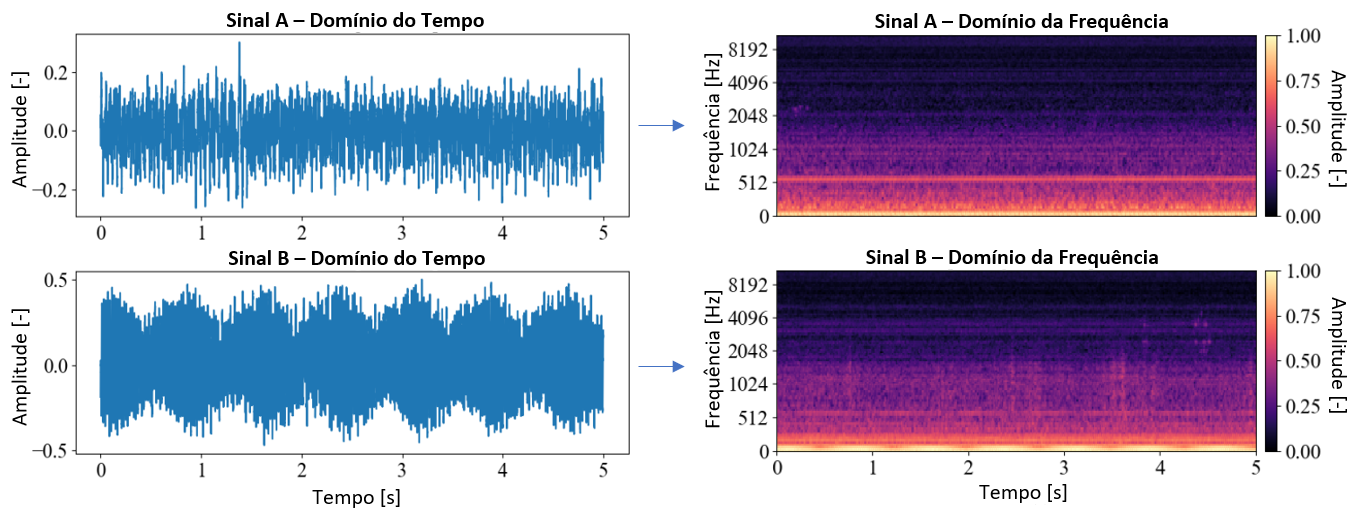 Sinal A – Domínio do Tempo
Amplitude [-]
0.2
0.0
−0.2
0 1 2 3 4 5
Sinal A – Domínio da Frequência
Frequência [Hz]
8192
4096
2048
1024
512
0
1.00
0.75
0.50
0.25
0.00
Amplitude [-]
Sinal B – Domínio do Tempo
Amplitude [-]
0.5
0.0
−0.5
0 1 2 3 4 5
Tempo [s]
Sinal B – Domínio da Frequência
Frequência [Hz]
8192
4096
2048
1024
512
0
0 1 2 3 4 5
Tempo [s]
1.00
0.75
0.50
0.25
0.00
Amplitude [-]